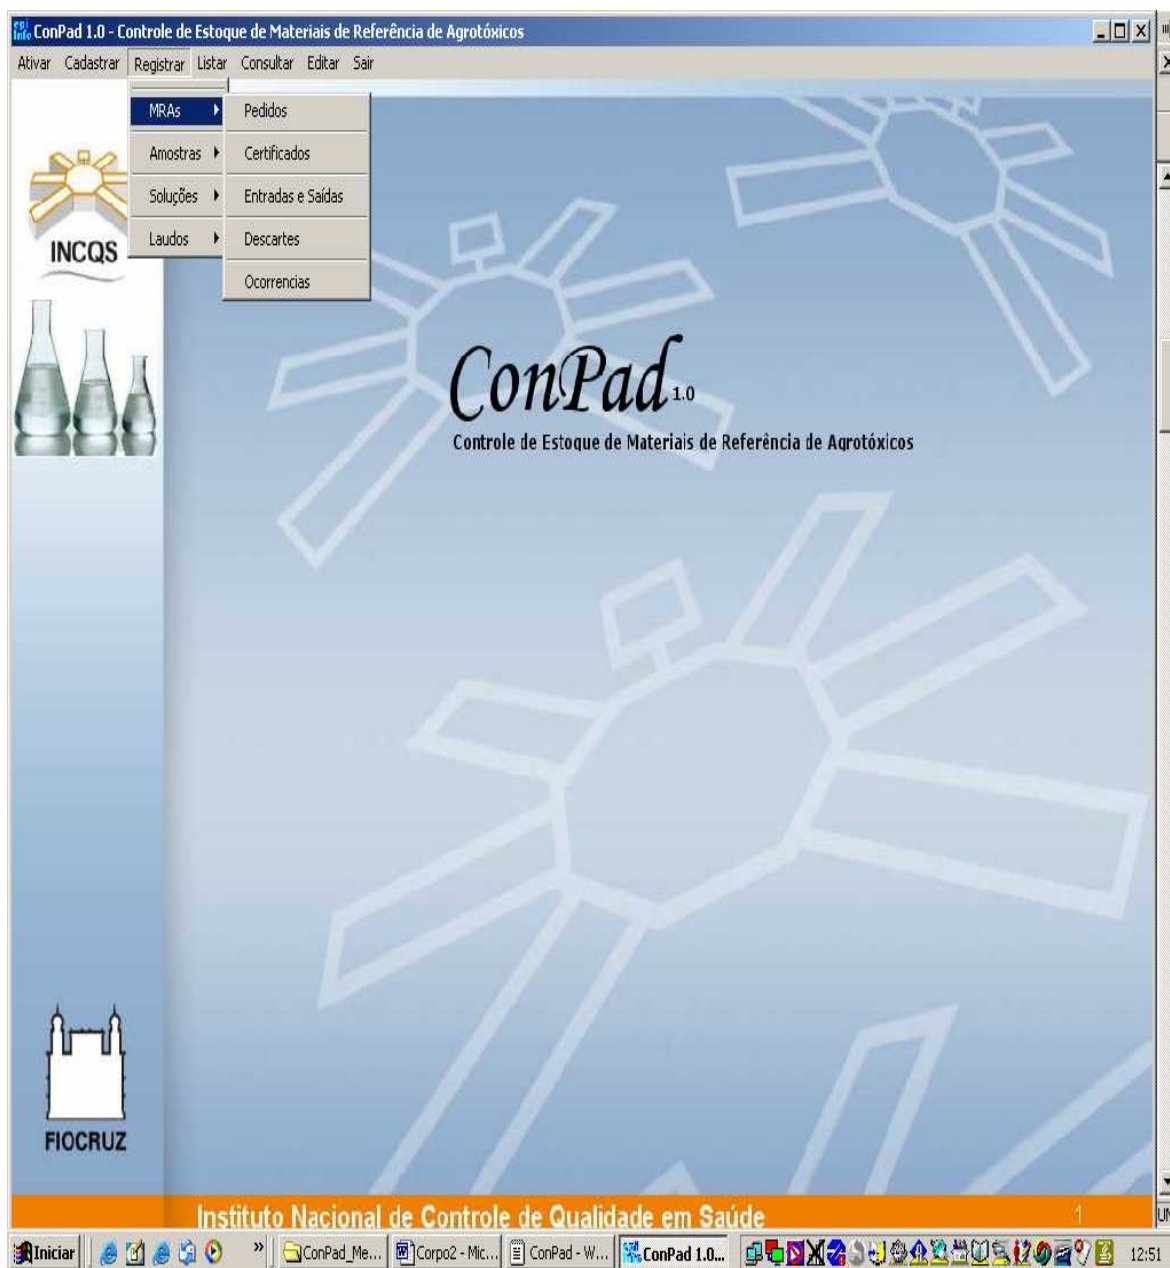 epi info ConPad 1.0 - Controle de Estoque de Materiais de Referência de Agrotóxicos
Ativar Cadastrar Registrar Listar Consultar Editar Sair
MRAs
Amostras
Soluções
Laudos
Pedidos
Certificados
Entradas e Saídas
Descartes
Ocorrencias
INCQS
ConPad 1.0
Controle de Estoque de Materiais de Referência de Agrotóxicos
FIOCRUZ
Instituto Nacional de Controle de Qualidade em Saúde 1
Iniciar » ConPad_Me... Corpo2 - Mic... ConPad - W... ConPad 1.0... 12:51